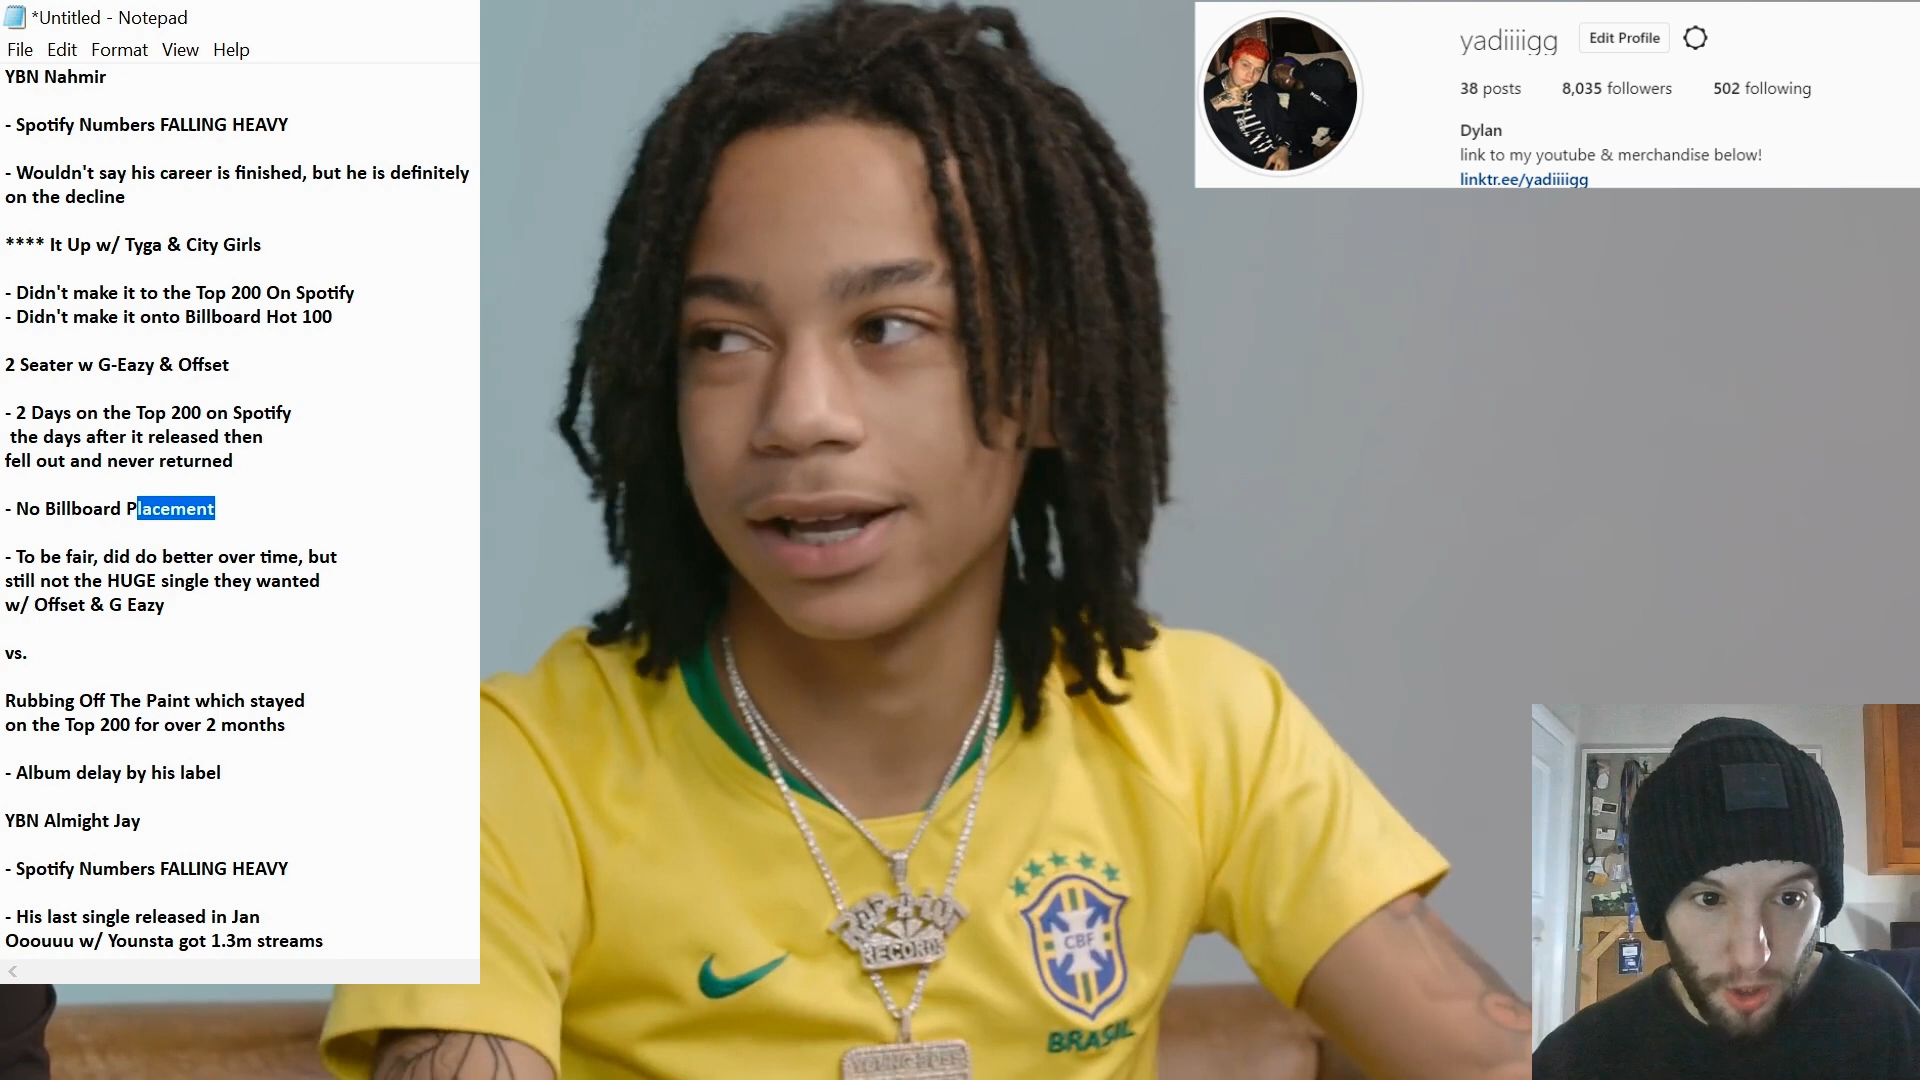 *Untitled - Notepad
File Edit Format View Help
YBN Nahmir
- Spotify Numbers FALLING HEAVY
- Wouldn't say his career is finished, but he is definitely
on the decline
**** It Up w/ Tyga & City Girls
- Didn't make it to the Top 200 On Spotify
- Didn't make it onto Billboard Hot 100
2 Seater w G-Eazy & Offset
- 2 Days on the Top 200 on Spotify
the days after it released then
fell out and never returned
- No Billboard Placement
- To be fair, did do better over time, but
still not the HUGE single they wanted
w/ Offset & G Eazy
vs.
Rubbing Off The Paint which stayed
on the Top 200 for over 2 months
- Album delay by his label
YBN Almight Jay
- Spotify Numbers FALLING HEAVY
- His last single released in Jan
Ooouuu w/ Younsta got 1.3m streams
yadiiiigg Edit Profile
38 posts 8,035 followers 502 following
Dylan
link to my youtube & merchandise below!
linktr.ee/yadiiiigg
RECORDS
CBF
BRASIL